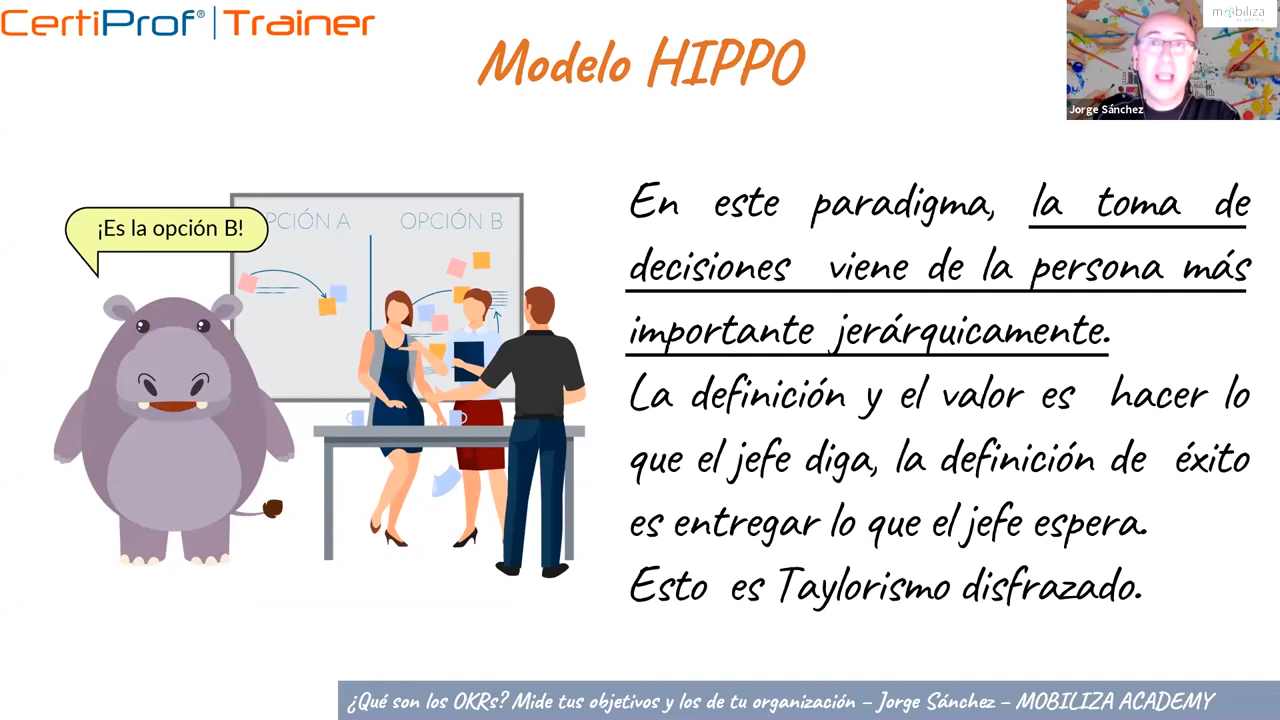 CertiProf® | Trainer
Modelo HIPPO
mobiliza
academy
Jorge Sánchez
¡Es la opción B!
PCIÓN A
OPCIÓN B
En este paradigma, la toma de
decisiones viene de la persona más
importante jerárquicamente.
La definición y el valor es hacer lo
que el jefe diga, la definición de éxito
es entregar lo que el jefe espera.
Esto es Taylorismo disfrazado.
¿Qué son los OKRs? Mide tus objetivos y los de tu organización – Jorge Sánchez – MOBILIZA ACADEMY